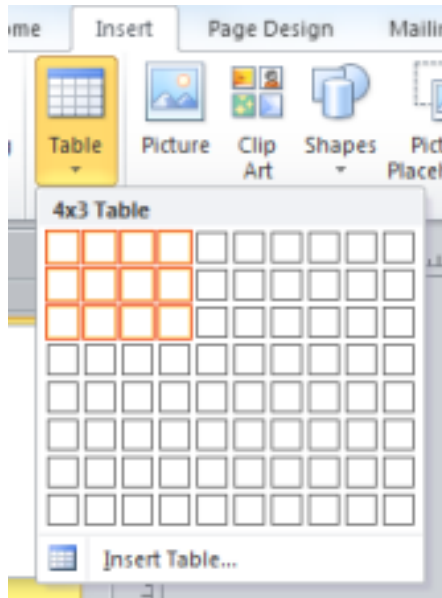 Insert Page Design
Table Picture Clip Art Shapes
4x3 Table
Insert Table...